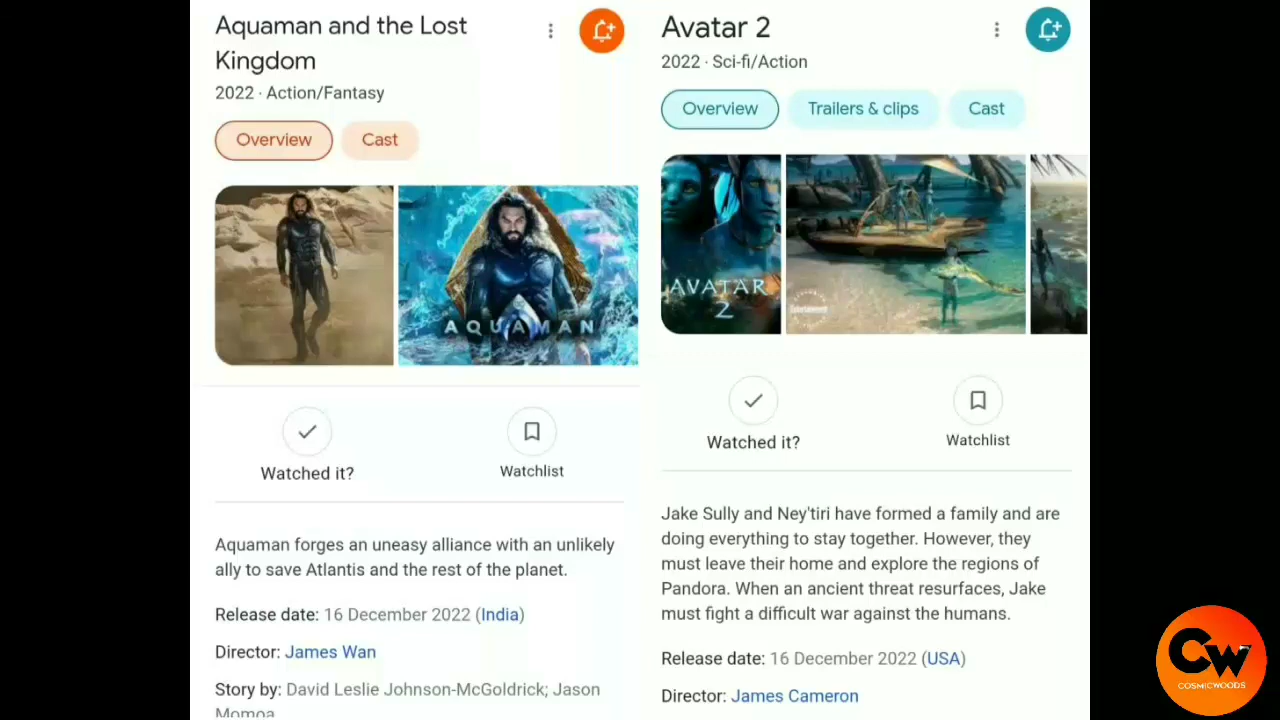 Aquaman and the Lost
Kingdom
2022 · Action/Fantasy
Overview
Cast
AQUAMAN
Watched it?
Watchlist
Aquaman forges an uneasy alliance with an unlikely
ally to save Atlantis and the rest of the planet.
Release date: 16 December 2022 (India)
Director: James Wan
Story by: David Leslie Johnson-McGoldrick; Jason
Momoa
Avatar 2
2022 · Sci-fi/Action
Overview
Trailers & clips
Cast
AVATAR
2
Entertainment
Watched it?
Watchlist
Jake Sully and Ney'tiri have formed a family and are
doing everything to stay together. However, they
must leave their home and explore the regions of
Pandora. When an ancient threat resurfaces, Jake
must fight a difficult war against the humans.
Release date: 16 December 2022 (USA)
Director: James Cameron
CW
COSMICWOODS